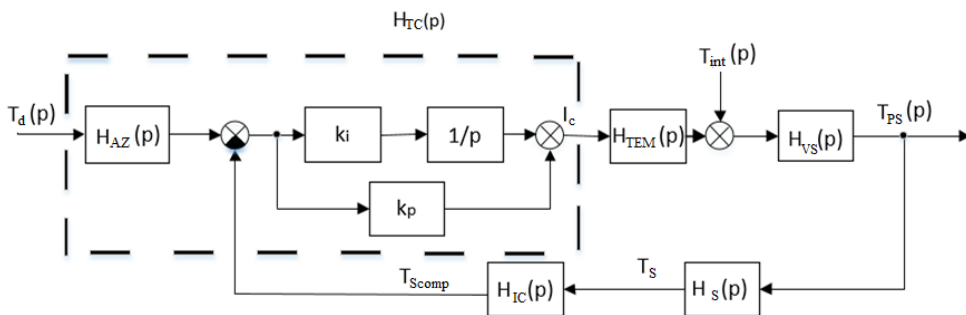 H_TC(p)
T_d(p)
H_AZ(p)
k_i
1/p
I_c
H_TEM(p)
T_int(p)
H_VS(p)
T_PS(p)
k_p
T_Scomp
H_IC(p)
T_S
H_S(p)